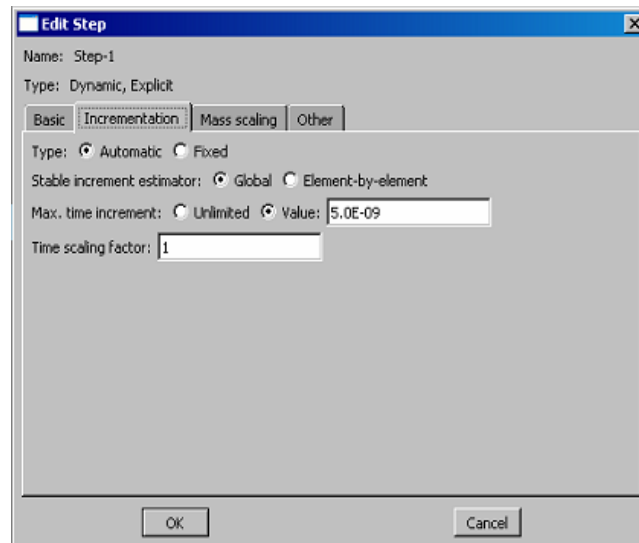 Edit Step
Name: Step-1
Type: Dynamic, Explicit
Basic Incrementation Mass scaling Other
Type: Automatic Fixed
Stable increment estimator: Global Element-by-element
Max. time increment: Unlimited Value: 5.0E-09
Time scaling factor: 1
OK Cancel